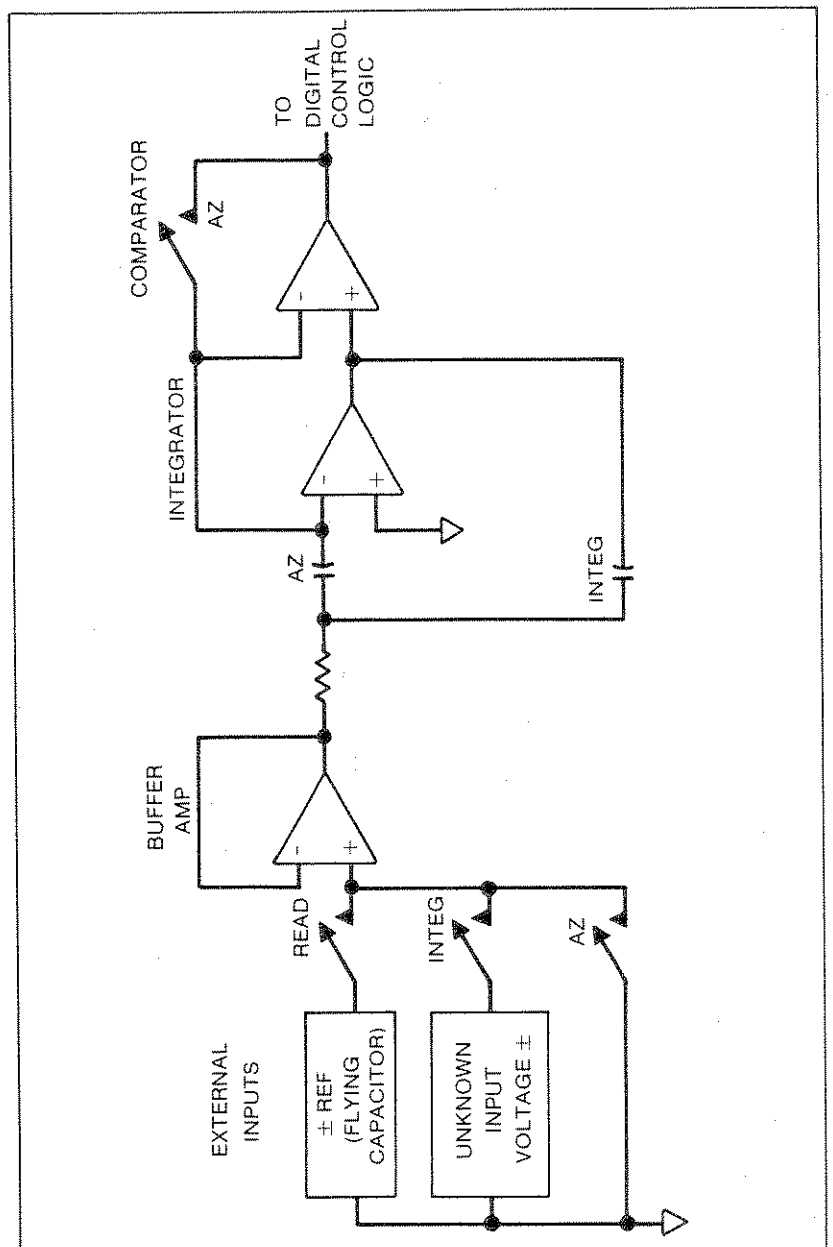 EXTERNAL
INPUTS
± REF
(FLYING
CAPACITOR)
UNKNOWN
INPUT
VOLTAGE ±
READ
INTEG
AZ
BUFFER
AMP
-
+
AZ
INTEG
INTEGRATOR
-
+
COMPARATOR
AZ
-
+
TO
DIGITAL
CONTROL
LOGIC